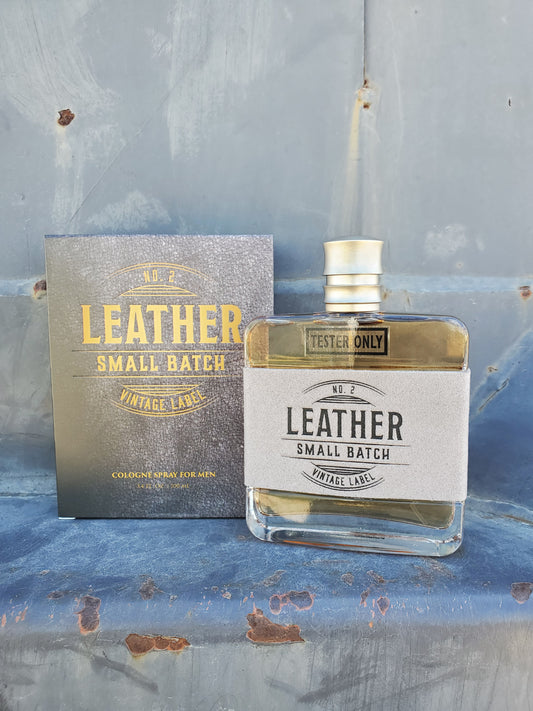 NO. 2
LEATHER
SMALL BATCH
VINTAGE LABEL
COLOGNE SPRAY FOR MEN
TESTER ONLY
NO. 2
LEATHER
SMALL BATCH
VINTAGE LABEL